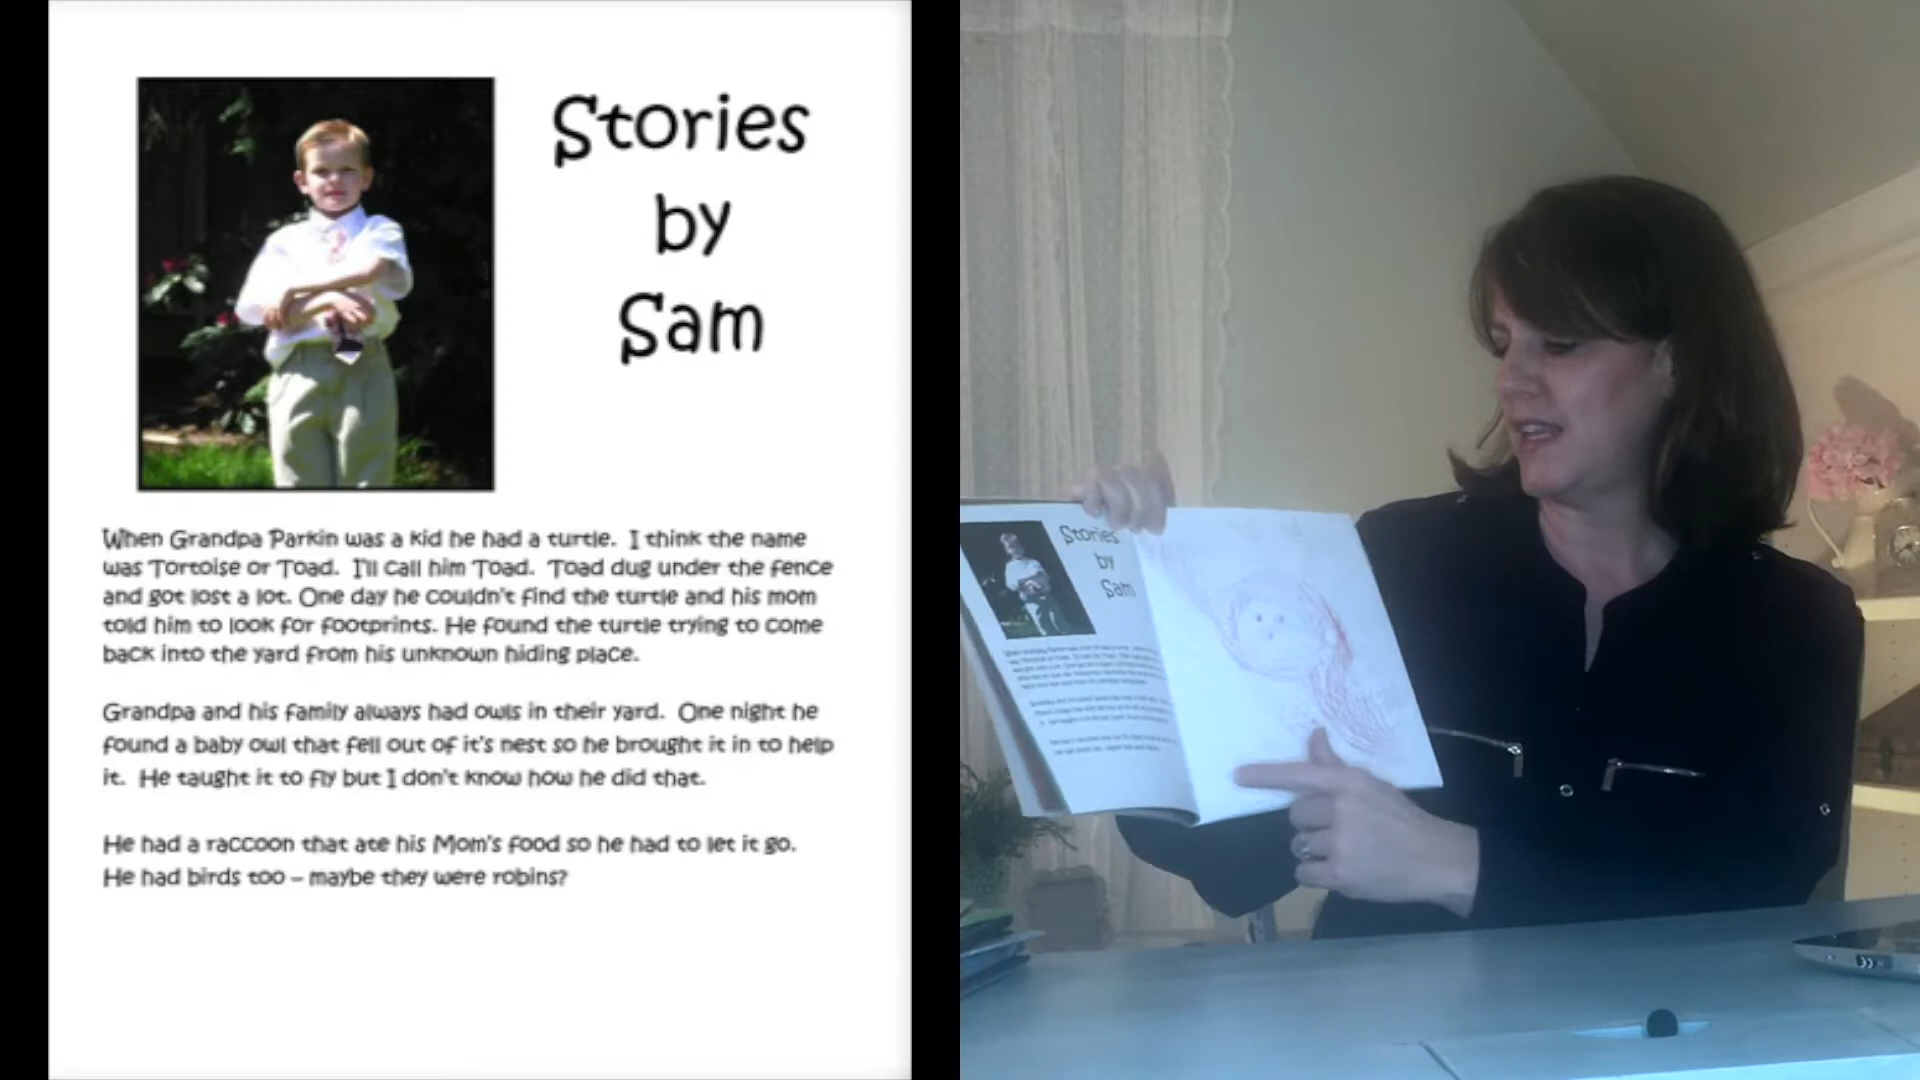 Stories
by
Sam
When Grandpa Parkin was a kid he had a turtle. I think the name
was Tortoise or Toad. I'll call him Toad. Toad dug under the fence
and got lost a lot. One day he couldn't find the turtle and his mom
told him to look for footprints. He found the turtle trying to come
back into the yard from his unknown hiding place.
Grandpa and his family always had owls in their yard. One night he
found a baby owl that fell out of it's nest so he brought it in to help
it. He taught it to fly but I don't know how he did that.
He had a raccoon that ate his Mom's food so he had to let it go.
He had birds too – maybe they were robins?
Stories
by
Sam